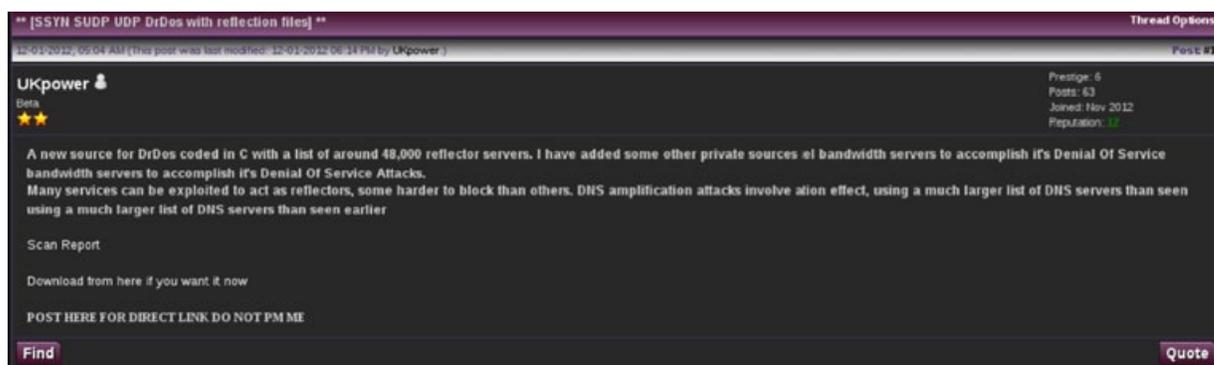 ** [SSYN SUDP UDP DrDos with reflection files] **
Thread Options
12-01-2012, 05:04 AM (This post was last modified: 12-01-2012 06:14 PM by UKpower.)
Post: #1
UKpower
Beta
Prestige: 6
Posts: 63
Joined: Nov 2012
Reputation: 12
A new source for DrDos coded in C with a list of around 48,000 reflector servers. I have added some other private sources el bandwidth servers to accomplish it's Denial Of Service
bandwidth servers to accomplish it's Denial Of Service Attacks.
Many services can be exploited to act as reflectors, some harder to block than others. DNS amplification attacks involve ation effect, using a much larger list of DNS servers than seen
using a much larger list of DNS servers than seen earlier
Scan Report
Download from here if you want it now
POST HERE FOR DIRECT LINK DO NOT PM ME
Find
Quote